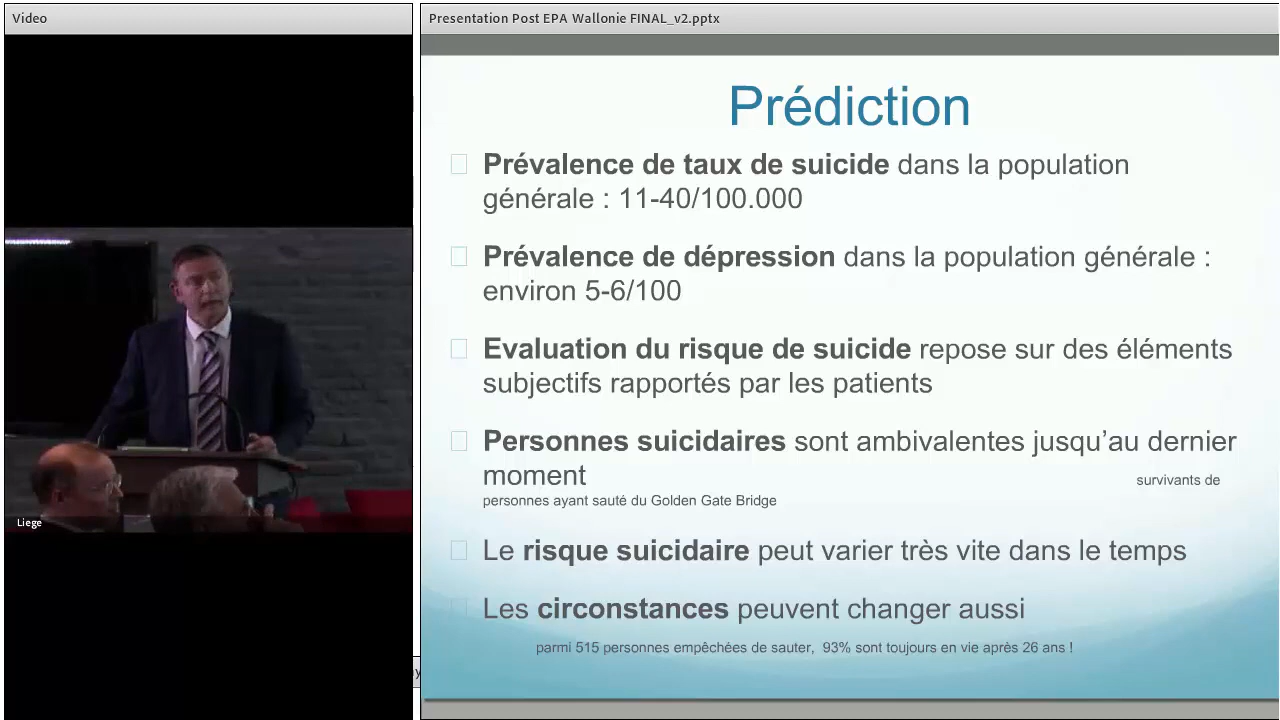 Video
Presentation Post EPA Wallonie FINAL_v2.pptx
Prédiction
Prévalence de taux de suicide dans la population
générale : 11-40/100.000
Prévalence de dépression dans la population générale :
environ 5-6/100
Evaluation du risque de suicide repose sur des éléments
subjectifs rapportés par les patients
Personnes suicidaires sont ambivalentes jusqu’au dernier
moment survivants de
personnes ayant sauté du Golden Gate Bridge
Le risque suicidaire peut varier très vite dans le temps
Les circonstances peuvent changer aussi
parmi 515 personnes empêchées de sauter, 93% sont toujours en vie après 26 ans !
Liege